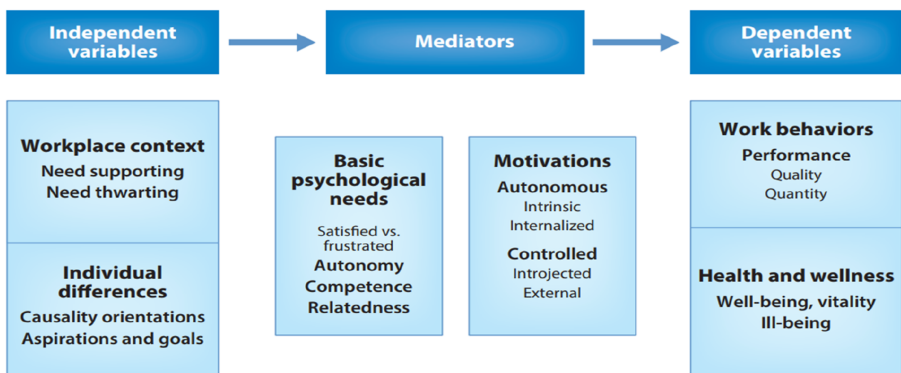 Independent
variables
Mediators
Dependent
variables
Workplace context
Need supporting
Need thwarting
Individual
differences
Causality orientations
Aspirations and goals
Basic
psychological
needs
Satisfied vs.
frustrated
Autonomy
Competence
Relatedness
Motivations
Autonomous
Intrinsic
Internalized
Controlled
Introjected
External
Work behaviors
Performance
Quality
Quantity
Health and wellness
Well-being, vitality
Ill-being